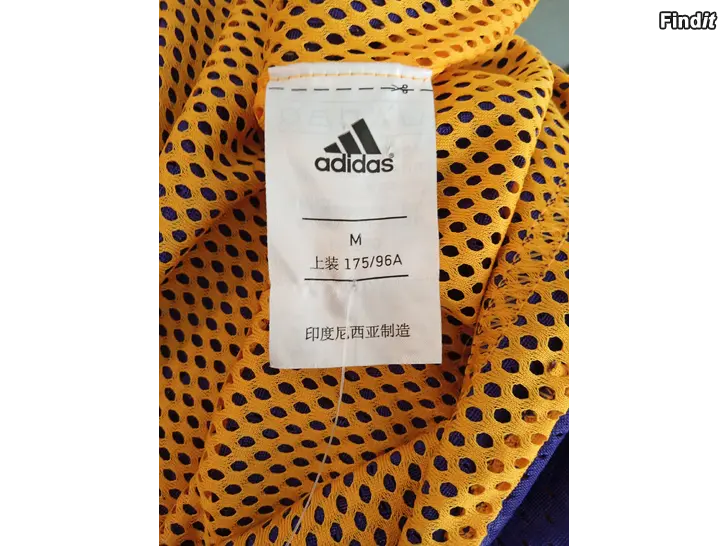 Findit
adidas
M
上装 175/96A
印度尼西亚制造